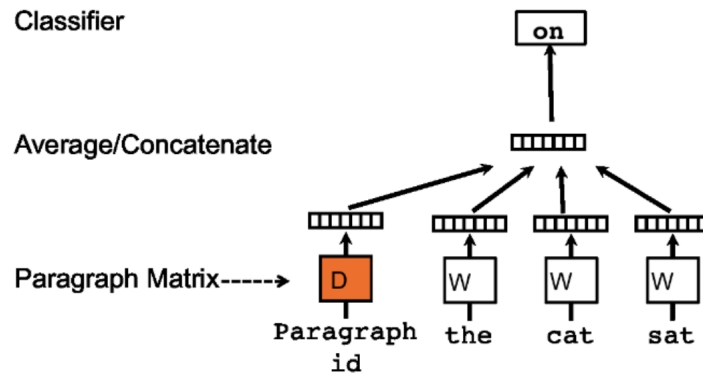 Classifier
on
Average/Concatenate
Paragraph Matrix
D
W
W
W
Paragraph
id
the
cat
sat